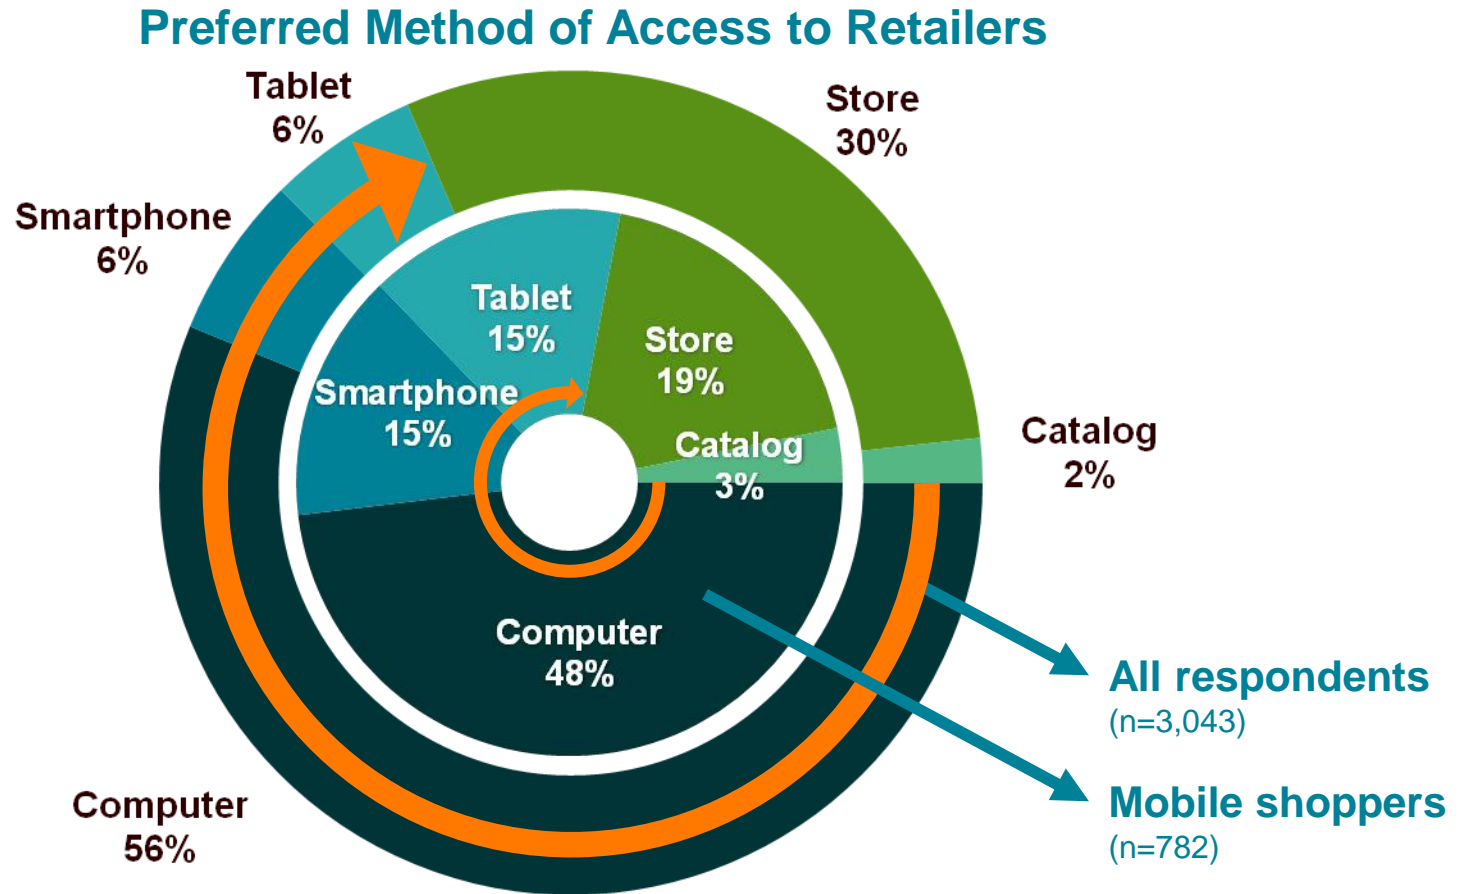 Preferred Method of Access to Retailers
Tablet
6%
Store
30%
Smartphone
6%
Tablet
15%
Store
19%
Smartphone
15%
Catalog
3%
Catalog
2%
Computer
48%
All respondents
(n=3,043)
Computer
56%
Mobile shoppers
(n=782)